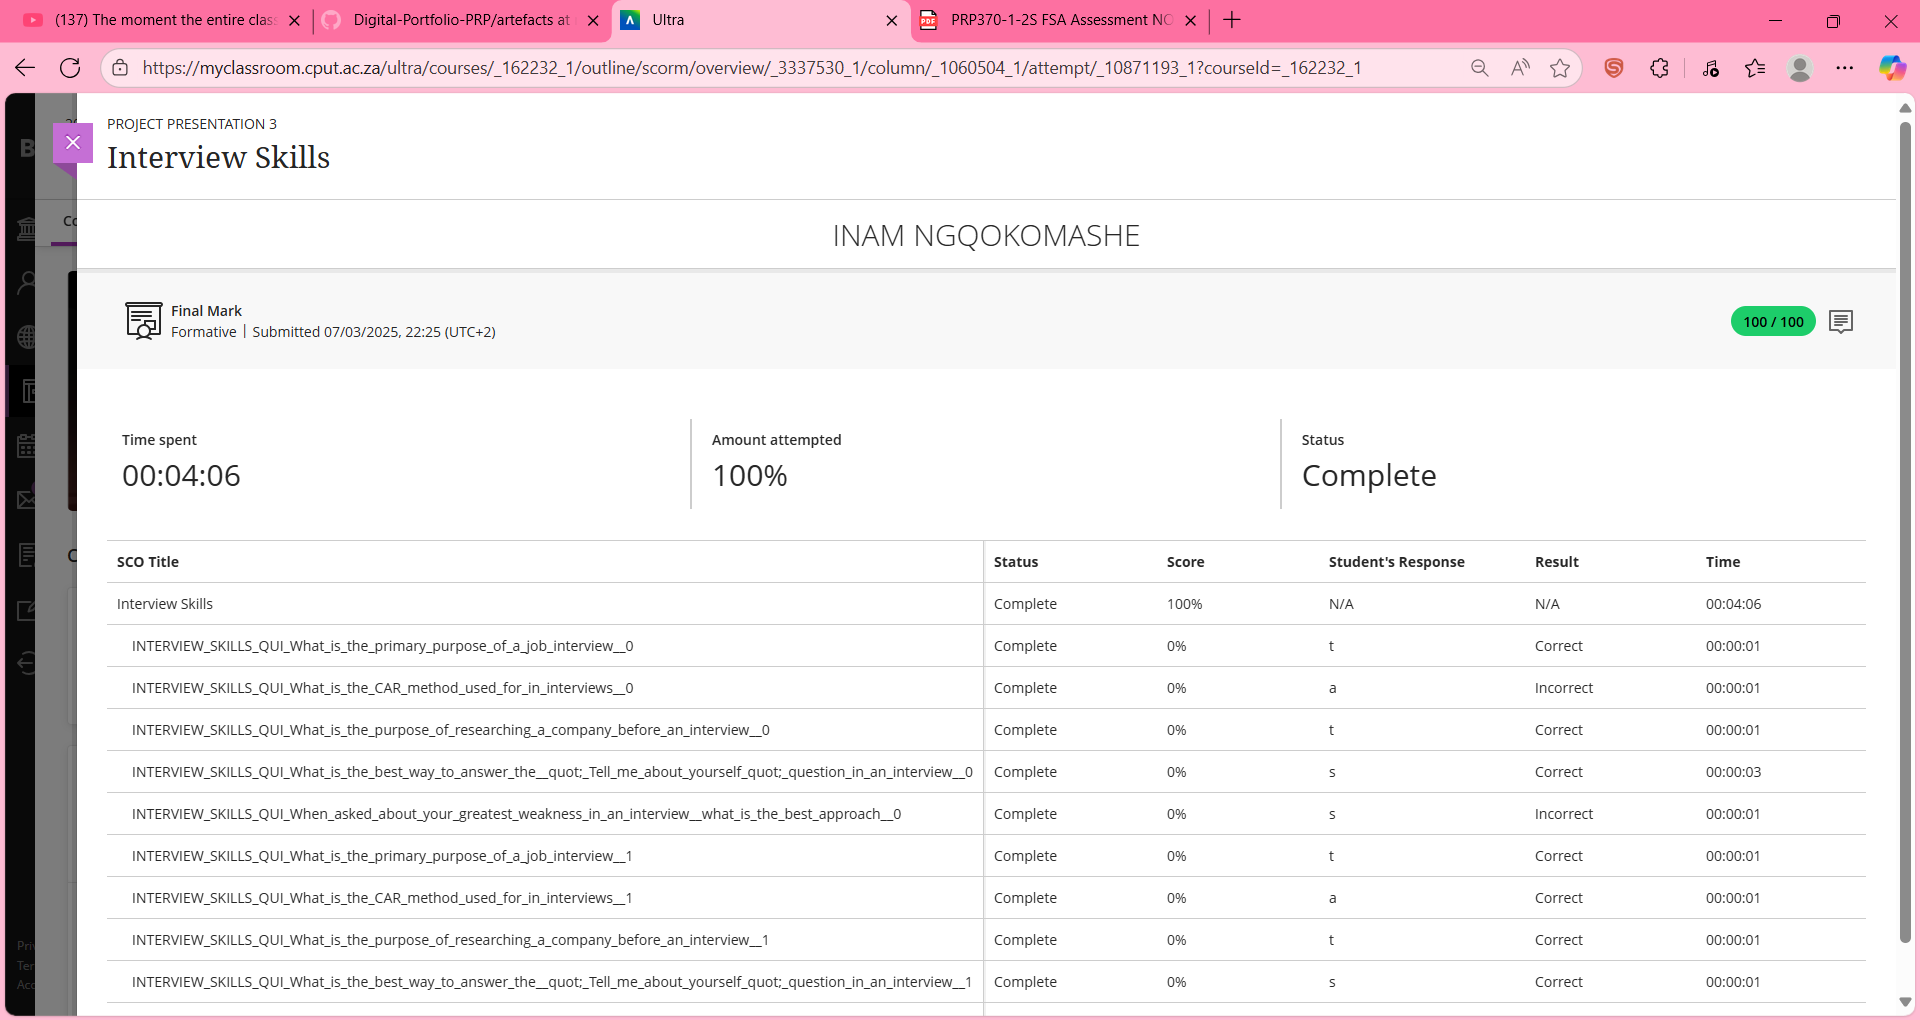 (137) The moment the entire clas
Digital-Portfolio-PRP/artefacts at
Ultra
PRP370-1-2S FSA Assessment NO
https://myclassroom.cput.ac.za/ultra/courses/_162232_1/outline/scorm/overview/_3337530_1/column/_1060504_1/attempt/_10871193_1?courseId=_162232_1
PROJECT PRESENTATION 3
Interview Skills
INAM NGQOKOMASHE
Final Mark
Formative | Submitted 07/03/2025, 22:25 (UTC+2)
100 / 100
Time spent
00:04:06
Amount attempted
100%
Status
Complete
SCO Title Status Score Student's Response Result Time
Interview Skills Complete 100% N/A N/A 00:04:06
INTERVIEW_SKILLS_QUI_What_is_the_primary_purpose_of_a_job_interview__0 Complete 0% t Correct 00:00:01
INTERVIEW_SKILLS_QUI_What_is_the_CAR_method_used_for_in_interviews__0 Complete 0% a Incorrect 00:00:01
INTERVIEW_SKILLS_QUI_What_is_the_purpose_of_researching_a_company_before_an_interview__0 Complete 0% t Correct 00:00:01
INTERVIEW_SKILLS_QUI_What_is_the_best_way_to_answer_the__quot;_Tell_me_about_yourself_quot;_question_in_an_interview__0 Complete 0% s Correct 00:00:03
INTERVIEW_SKILLS_QUI_When_asked_about_your_greatest_weakness_in_an_interview__what_is_the_best_approach__0 Complete 0% s Incorrect 00:00:01
INTERVIEW_SKILLS_QUI_What_is_the_primary_purpose_of_a_job_interview__1 Complete 0% t Correct 00:00:01
INTERVIEW_SKILLS_QUI_What_is_the_CAR_method_used_for_in_interviews__1 Complete 0% a Correct 00:00:01
INTERVIEW_SKILLS_QUI_What_is_the_purpose_of_researching_a_company_before_an_interview__1 Complete 0% t Correct 00:00:01
INTERVIEW_SKILLS_QUI_What_is_the_best_way_to_answer_the__quot;_Tell_me_about_yourself_quot;_question_in_an_interview__1 Complete 0% s Correct 00:00:01